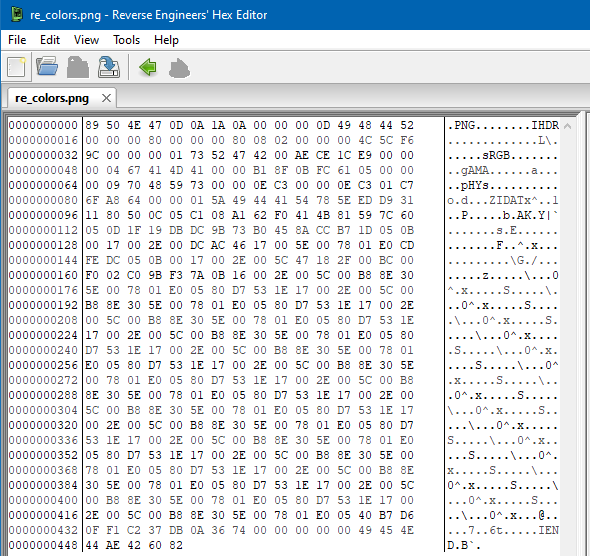 re_colors.png - Reverse Engineers' Hex Editor
File Edit View Tools Help
re_colors.png
0000000000 89 50 4E 47 0D 0A 1A 0A 00 00 00 0D 49 48 44 52 .PNG........IHDR
0000000016 00 00 00 80 00 00 00 80 08 02 00 00 00 4C 5C F6 .............L\.
0000000032 9C 00 00 00 01 73 52 47 42 00 AE CE 1C E9 00 00 .....sRGB.......
0000000048 00 04 67 41 4D 41 00 00 B1 8F 0B FC 61 05 00 00 ..gAMA......a...
0000000064 00 09 70 48 59 73 00 00 0E C3 00 00 0E C3 01 C7 ..pHYs..........
0000000080 6F A8 64 00 00 01 5A 49 44 41 54 78 5E ED D9 31 o.d...ZIDATx^..1
0000000096 11 80 50 0C 05 C1 08 A1 62 F0 41 4B 81 59 7C 60 ..P.....b.AK.Y|`
0000000112 05 0D 1F 19 DB DC 9B 73 B0 45 8A CC B7 1D 05 0B .......s.E......
0000000128 00 17 00 2E 00 DC AC 46 17 00 5E 00 78 01 E0 CD .......F..^.x...
0000000144 FE DC 05 0B 00 17 00 2E 00 5C 47 18 2F 00 BC 00 .........\G./...
0000000160 F0 02 C0 9B F3 7A 0B 16 00 2E 00 5C 00 B8 8E 30 .....z.....\...0
0000000176 5E 00 78 01 E0 05 80 D7 53 1E 17 00 2E 00 5C 00 ^.x.....S.....\.
0000000192 B8 8E 30 5E 00 78 01 E0 05 80 D7 53 1E 17 00 2E ..0^.x.....S....
0000000208 00 5C 00 B8 8E 30 5E 00 78 01 E0 05 80 D7 53 1E .\...0^.x.....S.
0000000224 17 00 2E 00 5C 00 B8 8E 30 5E 00 78 01 E0 05 80 ....\...0^.x....
0000000240 D7 53 1E 17 00 2E 00 5C 00 B8 8E 30 5E 00 78 01 .S.....\...0^.x.
0000000256 E0 05 80 D7 53 1E 17 00 2E 00 5C 00 B8 8E 30 5E ....S.....\...0^
0000000272 00 78 01 E0 05 80 D7 53 1E 17 00 2E 00 5C 00 B8 .x.....S.....\..
0000000288 8E 30 5E 00 78 01 E0 05 80 D7 53 1E 17 00 2E 00 .0^.x.....S.....
0000000304 5C 00 B8 8E 30 5E 00 78 01 E0 05 80 D7 53 1E 17 \...0^.x.....S..
0000000320 00 2E 00 5C 00 B8 8E 30 5E 00 78 01 E0 05 80 D7 ...\...0^.x.....
0000000336 53 1E 17 00 2E 00 5C 00 B8 8E 30 5E 00 78 01 E0 S.....\...0^.x..
0000000352 05 80 D7 53 1E 17 00 2E 00 5C 00 B8 8E 30 5E 00 ...S.....\...0^.
0000000368 78 01 E0 05 80 D7 53 1E 17 00 2E 00 5C 00 B8 8E x.....S.....\...
0000000384 30 5E 00 78 01 E0 05 80 D7 53 1E 17 00 2E 00 5C 0^.x.....S.....\
0000000400 00 B8 8E 30 5E 00 78 01 E0 05 80 D7 53 1E 17 00 ...0^.x.....S...
0000000416 2E 00 5C 00 B8 8E 30 5E 00 78 01 E0 05 40 B7 D6 ..\...0^.x...@..
0000000432 0F F1 C2 37 DB 0A 36 74 00 00 00 00 49 45 4E ...7..6t....IEN
0000000448 44 AE 42 60 82 D.B`.